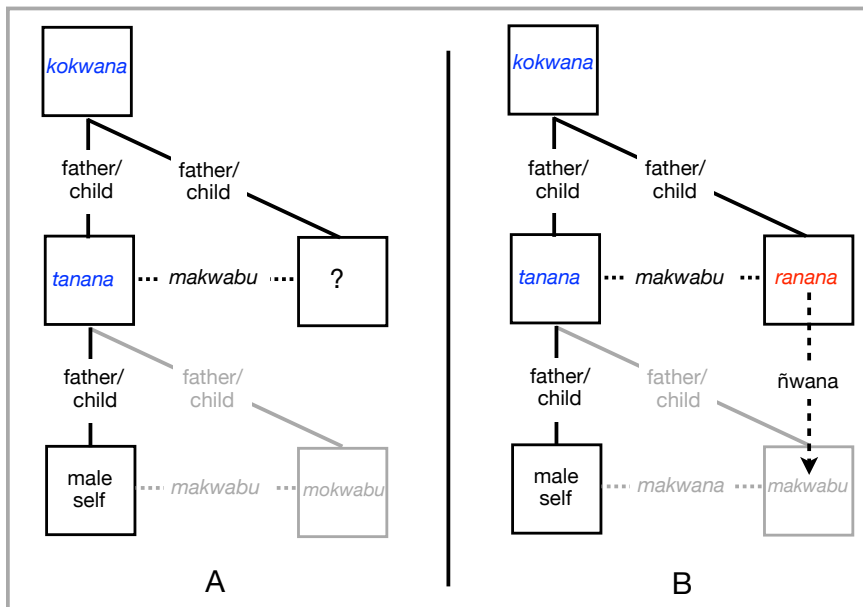 kokwana
father/
child
father/
child
tanana
makwabu
?
father/
child
father/
child
male
self
makwabu
mokwabu
A
kokwana
father/
child
father/
child
tanana
makwabu
ranana
father/
child
father/
child
ñwana
male
self
makwana
makwabu
B